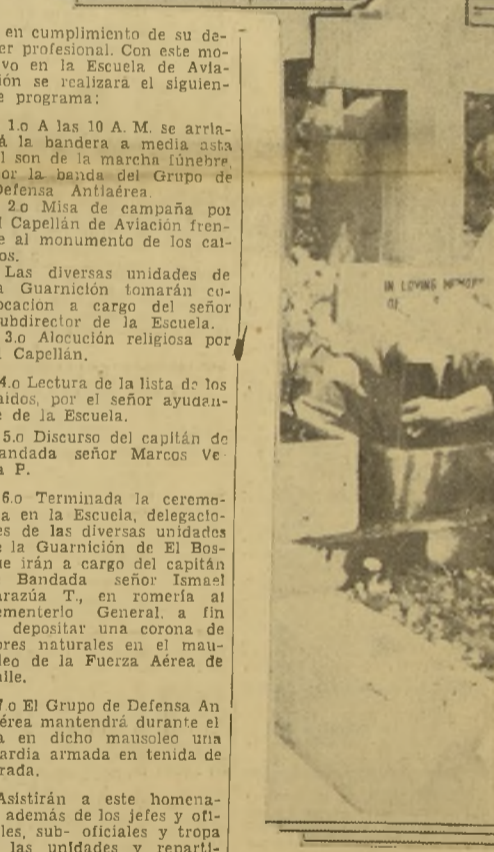 en cumplimiento de su de-
er profesional. Con este mo-
vo en la Escuela de Avia-
ión se realizará el siguien-
e programa:
1.o A las 10 A. M. se arria-
á la bandera a media asta
l son de la marcha fúnebre,
or la banda del Grupo de
Defensa Antiaérea.
2.o Misa de campaña por
l Capellán de Aviación fren-
e al monumento de los caí-
os.
Las diversas unidades de
a Guarnición tomarán co-
ocacion a cargo del señor
ubdirector de la Escuela.
3.o Alocución religiosa por
l Capellán.
4.o Lectura de la lista de los
aidos, por el señor ayudan-
e de la Escuela.
5.o Discurso del capitán de
andada señor Marcos Ve-
a P.
6.o Terminada la ceremo-
a en la Escuela, delegacio-
es de las diversas unidades
e la Guarnición de El Bos-
ue irán a cargo del capitán
Bandada señor Ismael
arazúa T., en romería al
ementerio General, a fin
depositar una corona de
ores naturales en el mau-
leo de la Fuerza Aérea de
ille.
7.o El Grupo de Defensa An
érea mantendrá durante el
a en dicho mausoleo una
ardia armada en tenida de
rada.
Asistirán a este homena-
además de los jefes y ofi-
les, sub- oficiales y tropa
las unidades y reparti-
IN LOVING MEMORY
OF